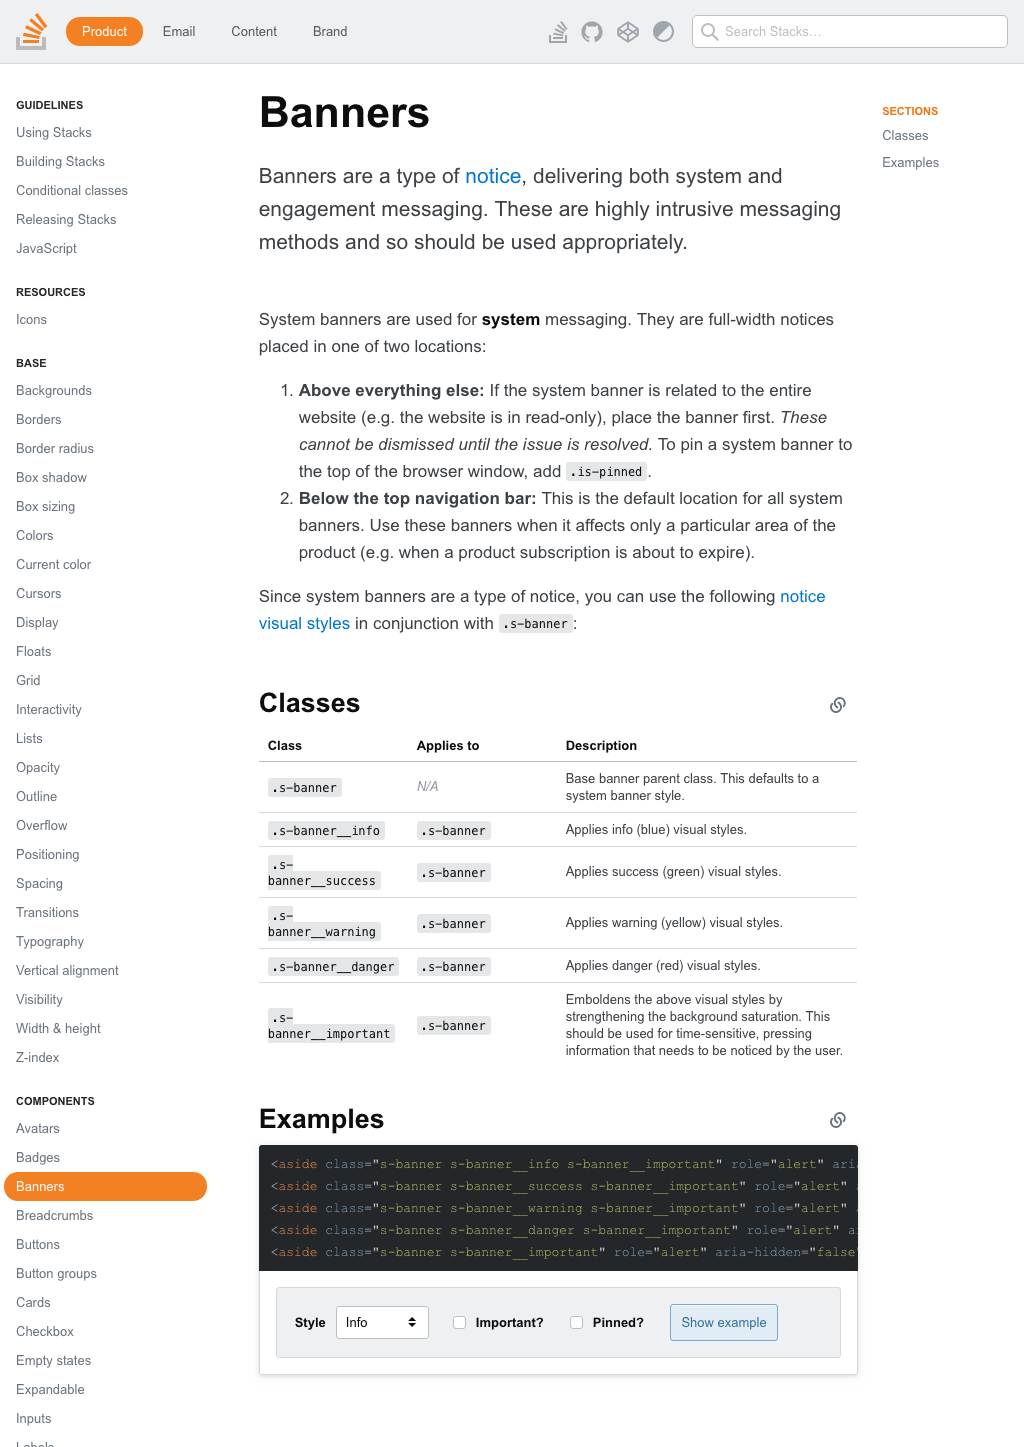 Product
Email
Content
Brand
Search Stacks...
GUIDELINES
Using Stacks
Building Stacks
Conditional classes
Releasing Stacks
JavaScript
RESOURCES
Icons
BASE
Backgrounds
Borders
Border radius
Box shadow
Box sizing
Colors
Current color
Cursors
Display
Floats
Grid
Interactivity
Lists
Opacity
Outline
Overflow
Positioning
Spacing
Transitions
Typography
Vertical alignment
Visibility
Width & height
Z-index
COMPONENTS
Avatars
Badges
Banners
Breadcrumbs
Buttons
Button groups
Cards
Checkbox
Empty states
Expandable
Inputs
Banners
Banners are a type of notice, delivering both system and
engagement messaging. These are highly intrusive messaging
methods and so should be used appropriately.
System banners are used for system messaging. They are full-width notices
placed in one of two locations:
1. Above everything else: If the system banner is related to the entire
website (e.g. the website is in read-only), place the banner first. These
cannot be dismissed until the issue is resolved. To pin a system banner to
the top of the browser window, add .is-pinned.
2. Below the top navigation bar: This is the default location for all system
banners. Use these banners when it affects only a particular area of the
product (e.g. when a product subscription is about to expire).
Since system banners are a type of notice, you can use the following notice
visual styles in conjunction with .s-banner:
Classes
Class Applies to Description
.s-banner N/A Base banner parent class. This defaults to a
system banner style.
.s-banner__info .s-banner Applies info (blue) visual styles.
.s-
banner__success .s-banner Applies success (green) visual styles.
.s-
banner__warning .s-banner Applies warning (yellow) visual styles.
.s-banner__danger .s-banner Applies danger (red) visual styles.
.s-
banner__important .s-banner Emboldens the above visual styles by
strengthening the background saturation. This
should be used for time-sensitive, pressing
information that needs to be noticed by the user.
Examples
<aside class="s-banner s-banner__info s-banner__important" role="alert" aria
<aside class="s-banner s-banner__success s-banner__important" role="alert"
<aside class="s-banner s-banner__warning s-banner__important" role="alert"
<aside class="s-banner s-banner__danger s-banner__important" role="alert" a
<aside class="s-banner s-banner__important" role="alert" aria-hidden="false"
Style
Info
Important?
Pinned?
Show example
SECTIONS
Classes
Examples